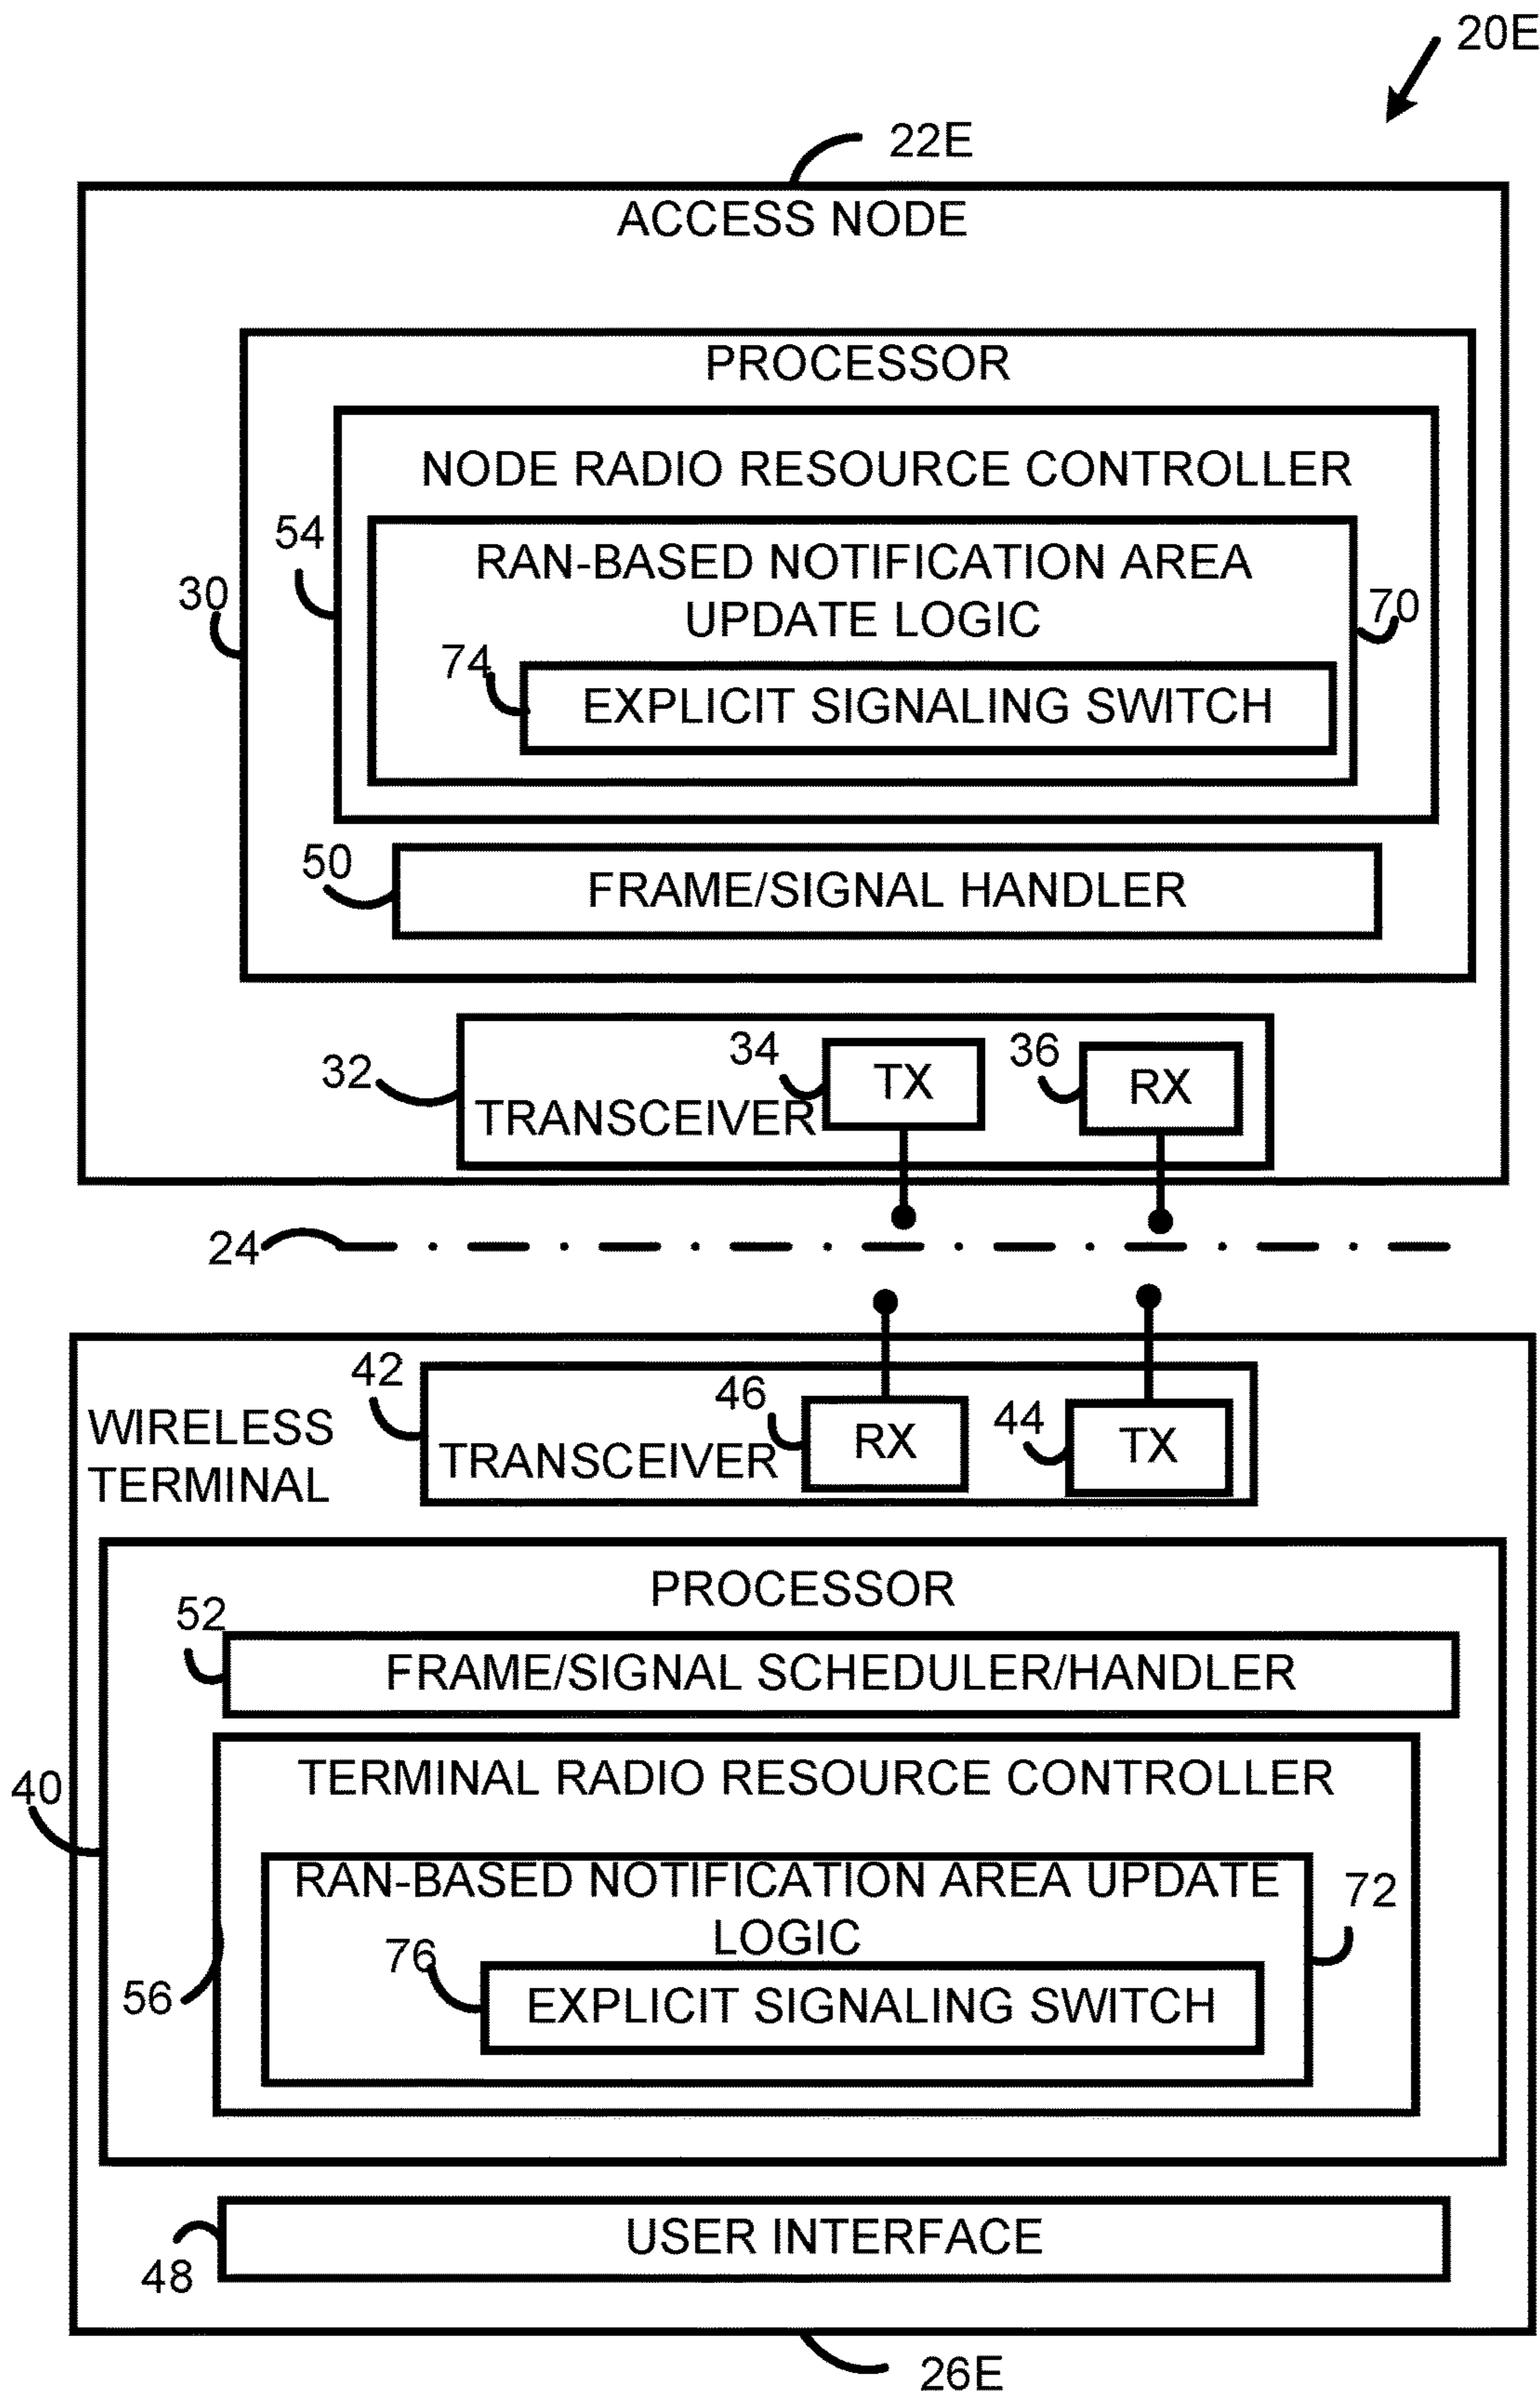 20E
22E
ACCESS NODE
PROCESSOR
NODE RADIO RESOURCE CONTROLLER
54
RAN-BASED NOTIFICATION AREA
30
70
UPDATE LOGIC
74
EXPLICIT SIGNALING SWITCH
50
FRAME/SIGNAL HANDLER
32
34
TX
36
RX
TRANSCEIVER
24
42
46
RX
44
TX
WIRELESS
TERMINAL
TRANSCEIVER
PROCESSOR
52
FRAME/SIGNAL SCHEDULER/HANDLER
40
TERMINAL RADIO RESOURCE CONTROLLER
RAN-BASED NOTIFICATION AREA UPDATE
72
LOGIC
76
56
EXPLICIT SIGNALING SWITCH
USER INTERFACE
48
26E